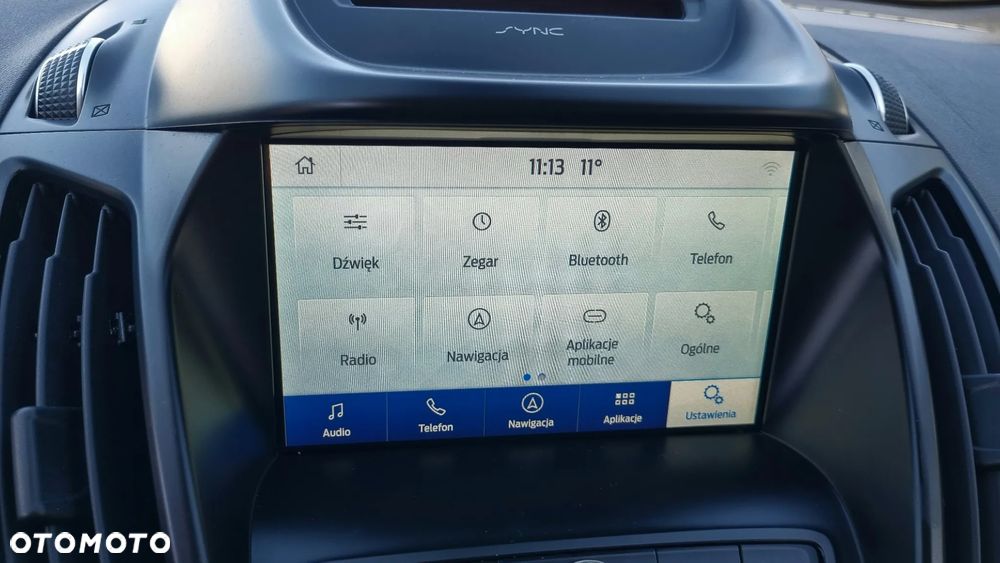 SYNC
11:13 11°
Dźwięk
Zegar
Bluetooth
Telefon
Radio
Nawigacja
Aplikacje
mobilne
Ogólne
Audio
Telefon
Nawigacja
Aplikacje
Ustawienia
OTOMOTO